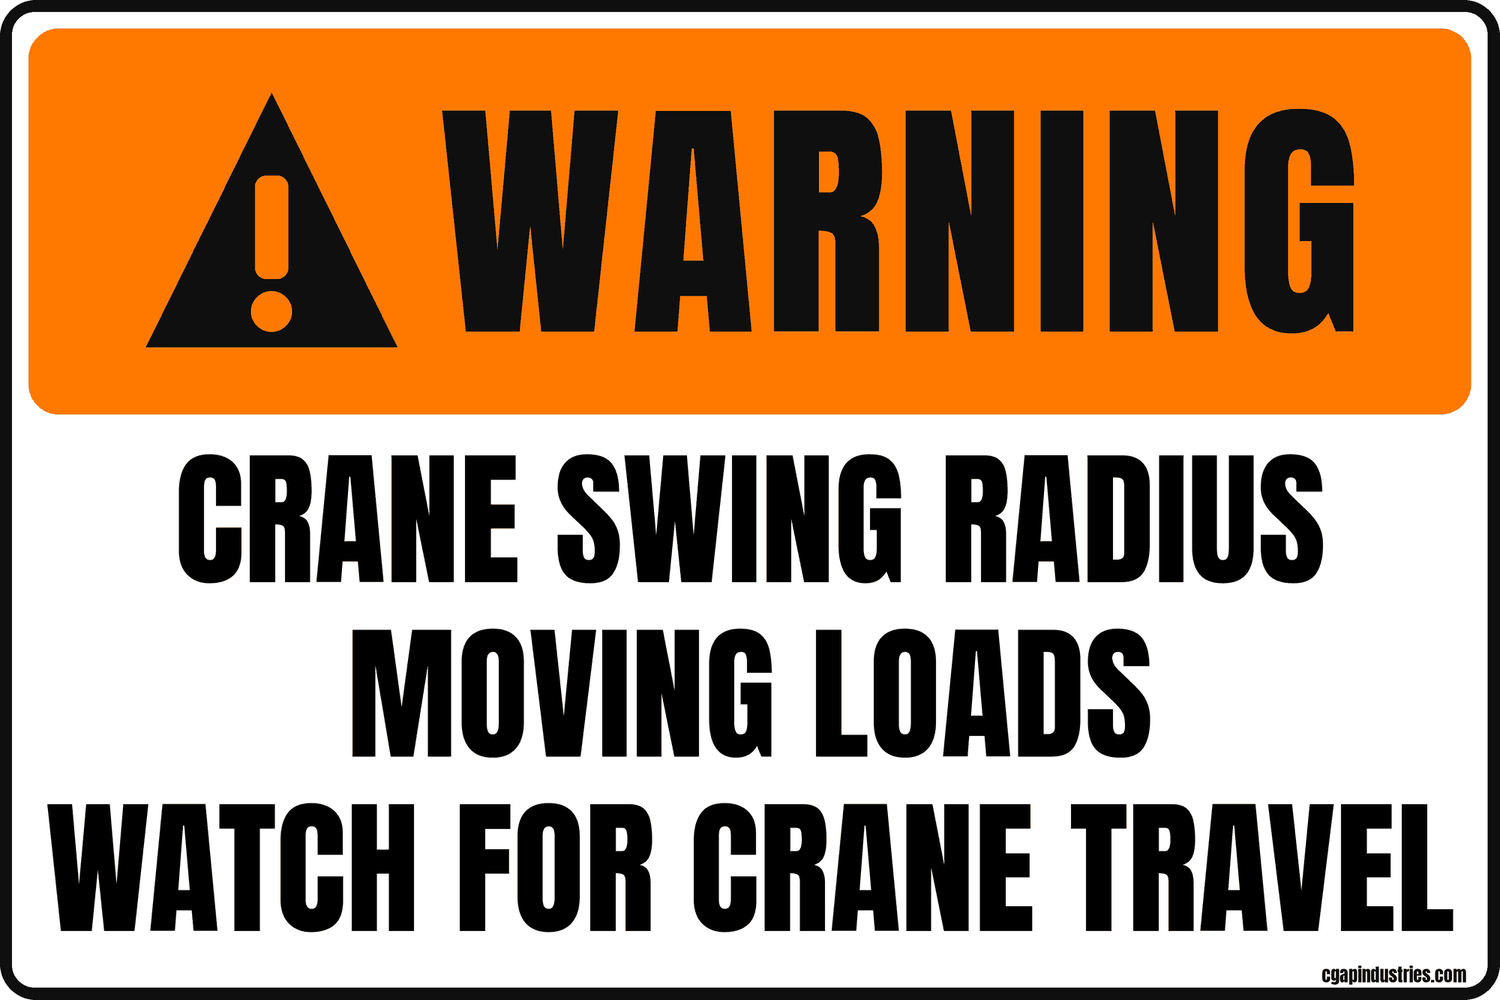 WARNING
CRANE SWING RADIUS
MOVING LOADS
WATCH FOR CRANE TRAVEL
cgapindustries.com